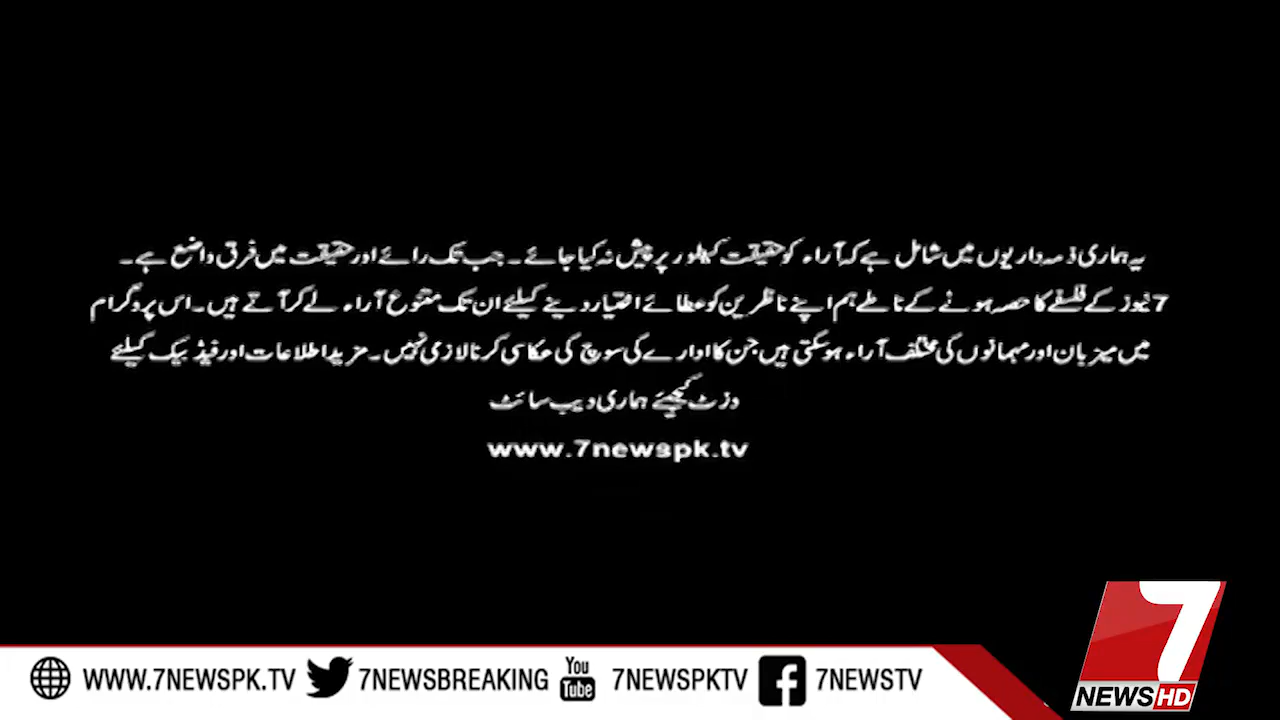 یہ ہماری ذمہ داریوں میں شامل ہے کہ آراء کو حقیقت کے طور پر پیش نہ کیا جائے۔ جب تک رائے اور حقیقت میں فرق واضع ہے۔
7 نیوز کے فلسفے کا حصہ ہونے کے ناطے ہم اپنے ناظرین کو عطائے اختیار دینے کیلئے ان تک متنوع آراء لے کر آتے ہیں۔ اس پروگرام
میں میزبان اور مہمانوں کی مختلف آراء ہو سکتی ہیں جن کا ادارے کی سوچ کی عکاسی کرنا لازمی نہیں۔ مزید اطلاعات اور فیڈ بیک کیلئے
وزٹ کیجیئے ہماری ویب سائٹ
www.7newspk.tv
7 NEWS HD
WWW.7NEWSPK.TV 7NEWSBREAKING You Tube 7NEWSPKTV f 7NEWSTV